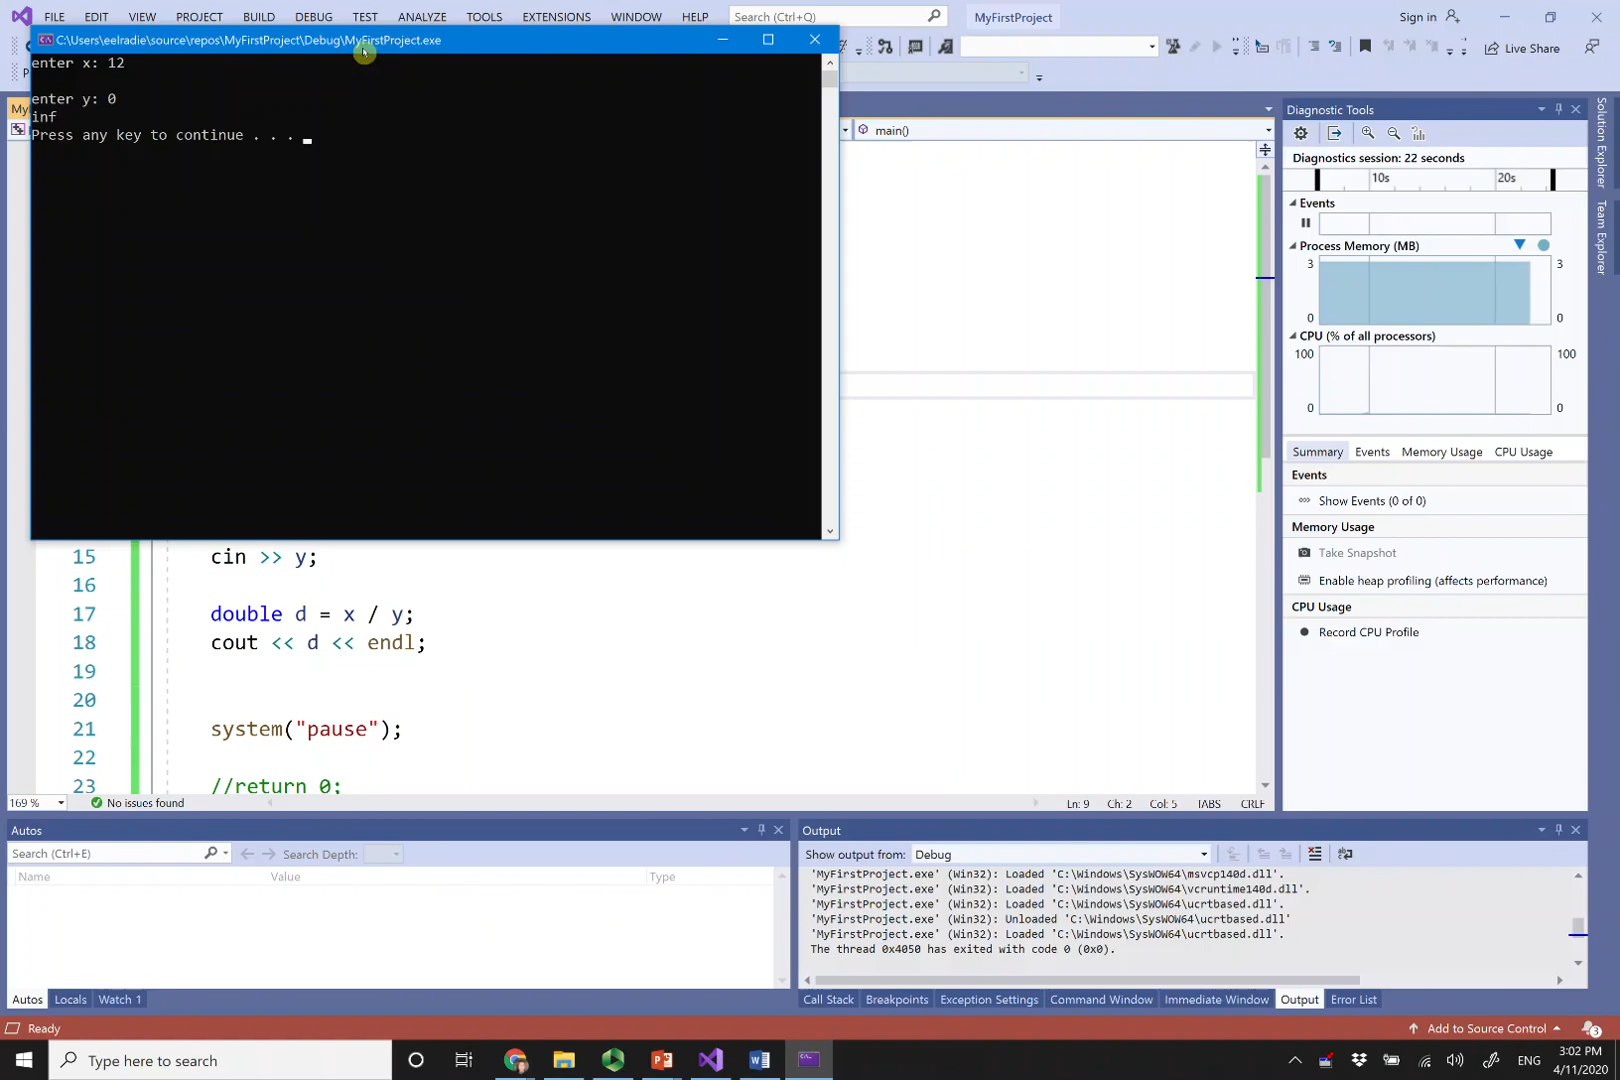 FILE EDIT VIEW GIT PROJECT BUILD DEBUG TEST ANALYZE TOOLS EXTENSIONS WINDOW HELP Search (Ctrl+Q) MyFirstProject Sign in
C:\Users\eelradie\source\repos\MyFirstProject\Debug\MyFirstProject.exe
Live Share
enter x: 12
enter y: 0
inf
Press any key to continue . . .
My
main()
15 cin >> y;
16
17 double d = x / y;
18 cout << d << endl;
19
20
21 system("pause");
22
23 //return 0;
169 % No issues found Ln: 9 Ch: 2 Col: 5 TABS CRLF
Diagnostic Tools
Diagnostics session: 22 seconds
10s 20s
Events
Process Memory (MB)
3 3
0 0
CPU (% of all processors)
100 100
0 0
Summary Events Memory Usage CPU Usage
Events
Show Events (0 of 0)
Memory Usage
Take Snapshot
Enable heap profiling (affects performance)
CPU Usage
Record CPU Profile
Solution Explorer
Team Explorer
Autos
Search (Ctrl+E) Search Depth:
Name Value Type
Autos Locals Watch 1
Output
Show output from: Debug
'MyFirstProject.exe' (Win32): Loaded 'C:\Windows\SysWOW64\msvcp140d.dll'.
'MyFirstProject.exe' (Win32): Loaded 'C:\Windows\SysWOW64\vcruntime140d.dll'.
'MyFirstProject.exe' (Win32): Loaded 'C:\Windows\SysWOW64\ucrtbased.dll'.
'MyFirstProject.exe' (Win32): Unloaded 'C:\Windows\SysWOW64\ucrtbased.dll'
'MyFirstProject.exe' (Win32): Loaded 'C:\Windows\SysWOW64\ucrtbased.dll'.
The thread 0x4050 has exited with code 0 (0x0).
Call Stack Breakpoints Exception Settings Command Window Immediate Window Output Error List
Ready Add to Source Control 3
Type here to search
ENG
3:02 PM
4/11/2020